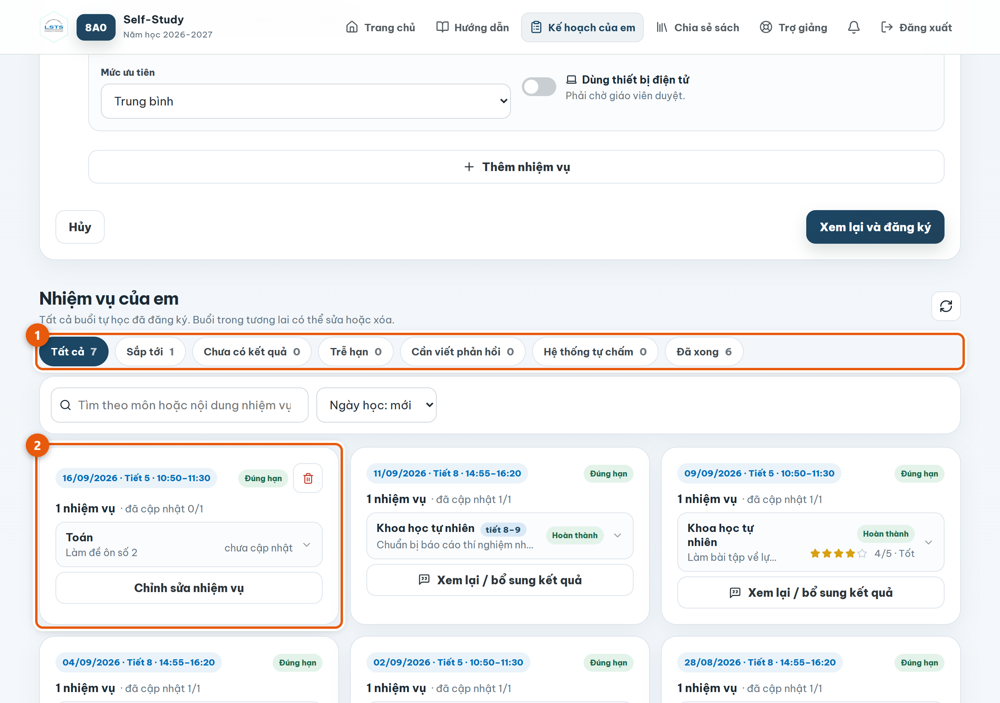 LSTS
8A0
Self-Study
Năm học 2026-2027
Trang chủ
Hướng dẫn
Kế hoạch của em
Chia sẻ sách
Trợ giảng
Đăng xuất
Mức ưu tiên
Trung bình
Dùng thiết bị điện tử
Phải chờ giáo viên duyệt.
+ Thêm nhiệm vụ
Hủy
Xem lại và đăng ký
Nhiệm vụ của em
Tất cả buổi tự học đã đăng ký. Buổi trong tương lai có thể sửa hoặc xóa.
1
Tất cả 7
Sắp tới 1
Chưa có kết quả 0
Trễ hạn 0
Cần viết phản hồi 0
Hệ thống tự chấm 0
Đã xong 6
Tìm theo môn hoặc nội dung nhiệm vụ
Ngày học: mới
2
16/09/2026 · Tiết 5 · 10:50–11:30
Đúng hạn
1 nhiệm vụ · đã cập nhật 0/1
Toán
Làm đề ôn số 2
chưa cập nhật
Chỉnh sửa nhiệm vụ
11/09/2026 · Tiết 8 · 14:55–16:20
Đúng hạn
1 nhiệm vụ · đã cập nhật 1/1
Khoa học tự nhiên tiết 8–9
Chuẩn bị báo cáo thí nghiệm nh...
Hoàn thành
Xem lại / bổ sung kết quả
09/09/2026 · Tiết 5 · 10:50–11:30
Đúng hạn
1 nhiệm vụ · đã cập nhật 1/1
Khoa học tự
nhiên
Làm bài tập về lự...
Hoàn thành
4/5 · Tốt
Xem lại / bổ sung kết quả
04/09/2026 · Tiết 8 · 14:55–16:20
Đúng hạn
1 nhiệm vụ · đã cập nhật 1/1
02/09/2026 · Tiết 5 · 10:50–11:30
Đúng hạn
1 nhiệm vụ · đã cập nhật 1/1
28/08/2026 · Tiết 8 · 14:55–16:20
Đúng hạn
1 nhiệm vụ · đã cập nhật 1/1